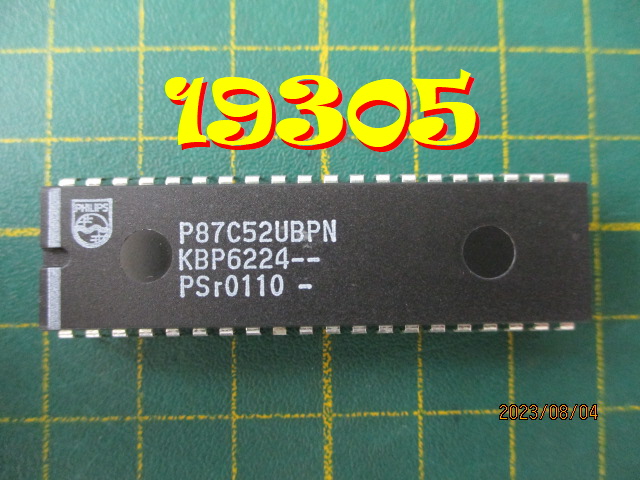 19305
PHILIPS
P87C52UBPN
KBP6224--
PSr0110 -
2023/08/04